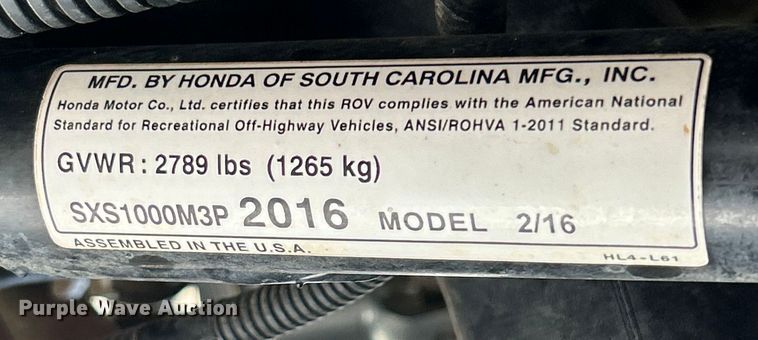 MFD. BY HONDA OF SOUTH CAROLINA MFG., INC.
Honda Motor Co., Ltd. certifies that this ROV complies with the American National
Standard for Recreational Off-Highway Vehicles, ANSI/ROHVA 1-2011 Standard.
GVWR: 2789 lbs (1265 kg)
SXS1000M3P 2016 MODEL 2/16
ASSEMBLED IN THE U.S.A.
HL4-L61
Purple Wave Auction